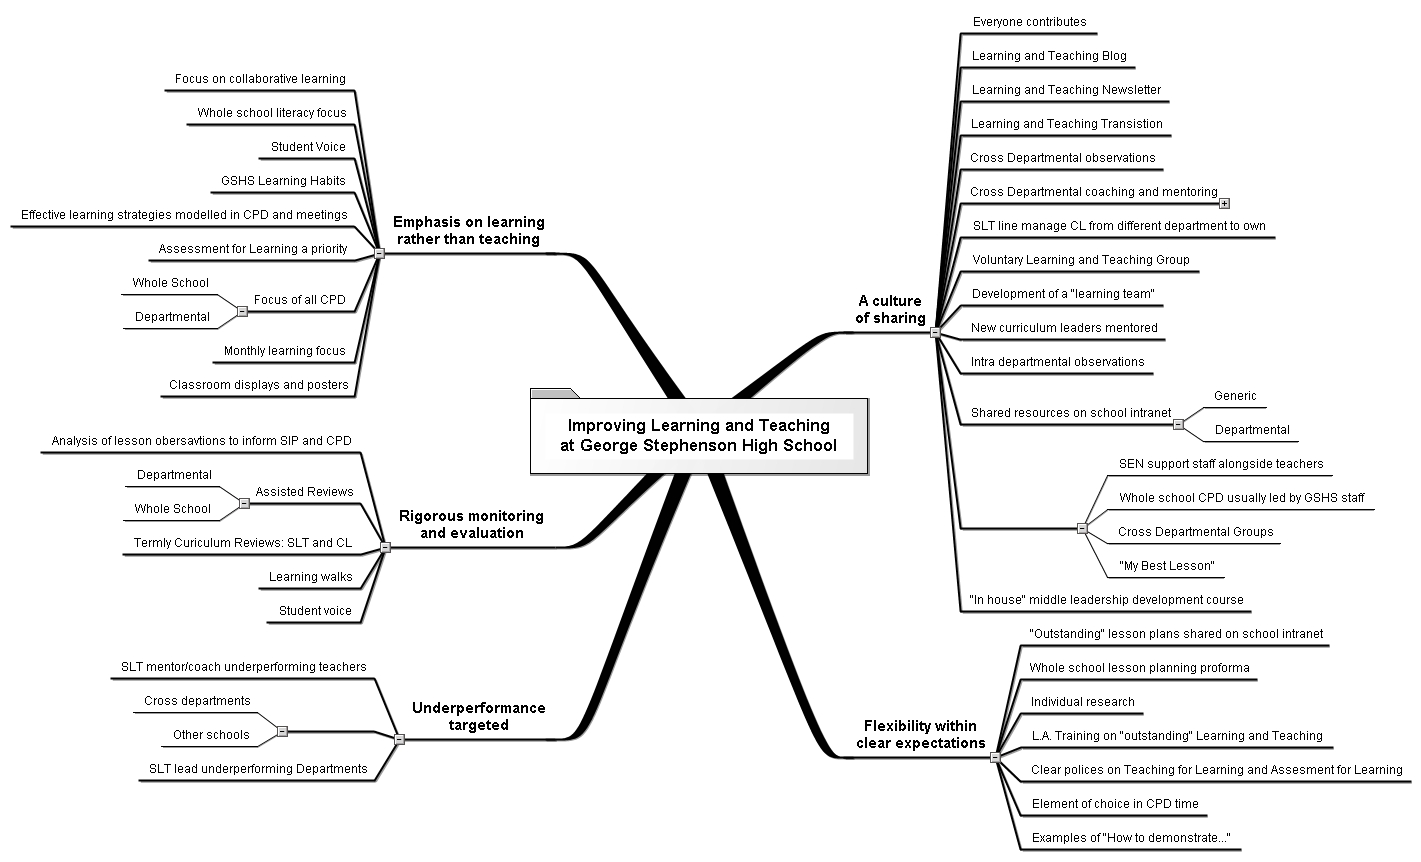 Improving Learning and Teaching
at George Stephenson High School
Emphasis on learning
rather than teaching
Focus on collaborative learning
Whole school literacy focus
Student Voice
GSHS Learning Habits
Effective learning strategies modelled in CPD and meetings
Assessment for Learning a priority
Focus of all CPD
Whole School
Departmental
Monthly learning focus
Classroom displays and posters
Rigorous monitoring
and evaluation
Analysis of lesson obersavtions to inform SIP and CPD
Assisted Reviews
Departmental
Whole School
Termly Curiculum Reviews: SLT and CL
Learning walks
Student voice
Underperformance
targeted
SLT mentor/coach underperforming teachers
Cross departments
Other schools
SLT lead underperforming Departments
A culture
of sharing
Everyone contributes
Learning and Teaching Blog
Learning and Teaching Newsletter
Learning and Teaching Transistion
Cross Departmental observations
Cross Departmental coaching and mentoring
SLT line manage CL from different department to own
Voluntary Learning and Teaching Group
Development of a "learning team"
New curriculum leaders mentored
Intra departmental observations
Shared resources on school intranet
Generic
Departmental
SEN support staff alongside teachers
Whole school CPD usually led by GSHS staff
Cross Departmental Groups
"My Best Lesson"
"In house" middle leadership development course
Flexibility within
clear expectations
"Outstanding" lesson plans shared on school intranet
Whole school lesson planning proforma
Individual research
L.A. Training on "outstanding" Learning and Teaching
Clear polices on Teaching for Learning and Assesment for Learning
Element of choice in CPD time
Examples of "How to demonstrate..."